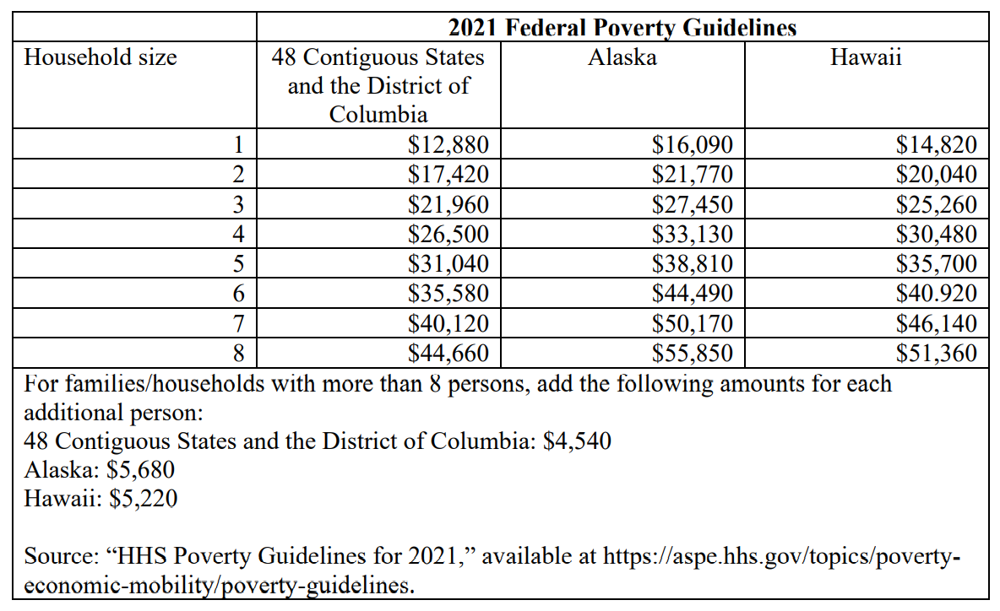 2021 Federal Poverty Guidelines
Household size 48 Contiguous States Alaska Hawaii
and the District of
Columbia
1 $12,880 $16,090 $14,820
2 $17,420 $21,770 $20,040
3 $21,960 $27,450 $25,260
4 $26,500 $33,130 $30,480
5 $31,040 $38,810 $35,700
6 $35,580 $44,490 $40.920
7 $40,120 $50,170 $46,140
8 $44,660 $55,850 $51,360
For families/households with more than 8 persons, add the following amounts for each
additional person:
48 Contiguous States and the District of Columbia: $4,540
Alaska: $5,680
Hawaii: $5,220
Source: “HHS Poverty Guidelines for 2021,” available at https://aspe.hhs.gov/topics/poverty-
economic-mobility/poverty-guidelines.